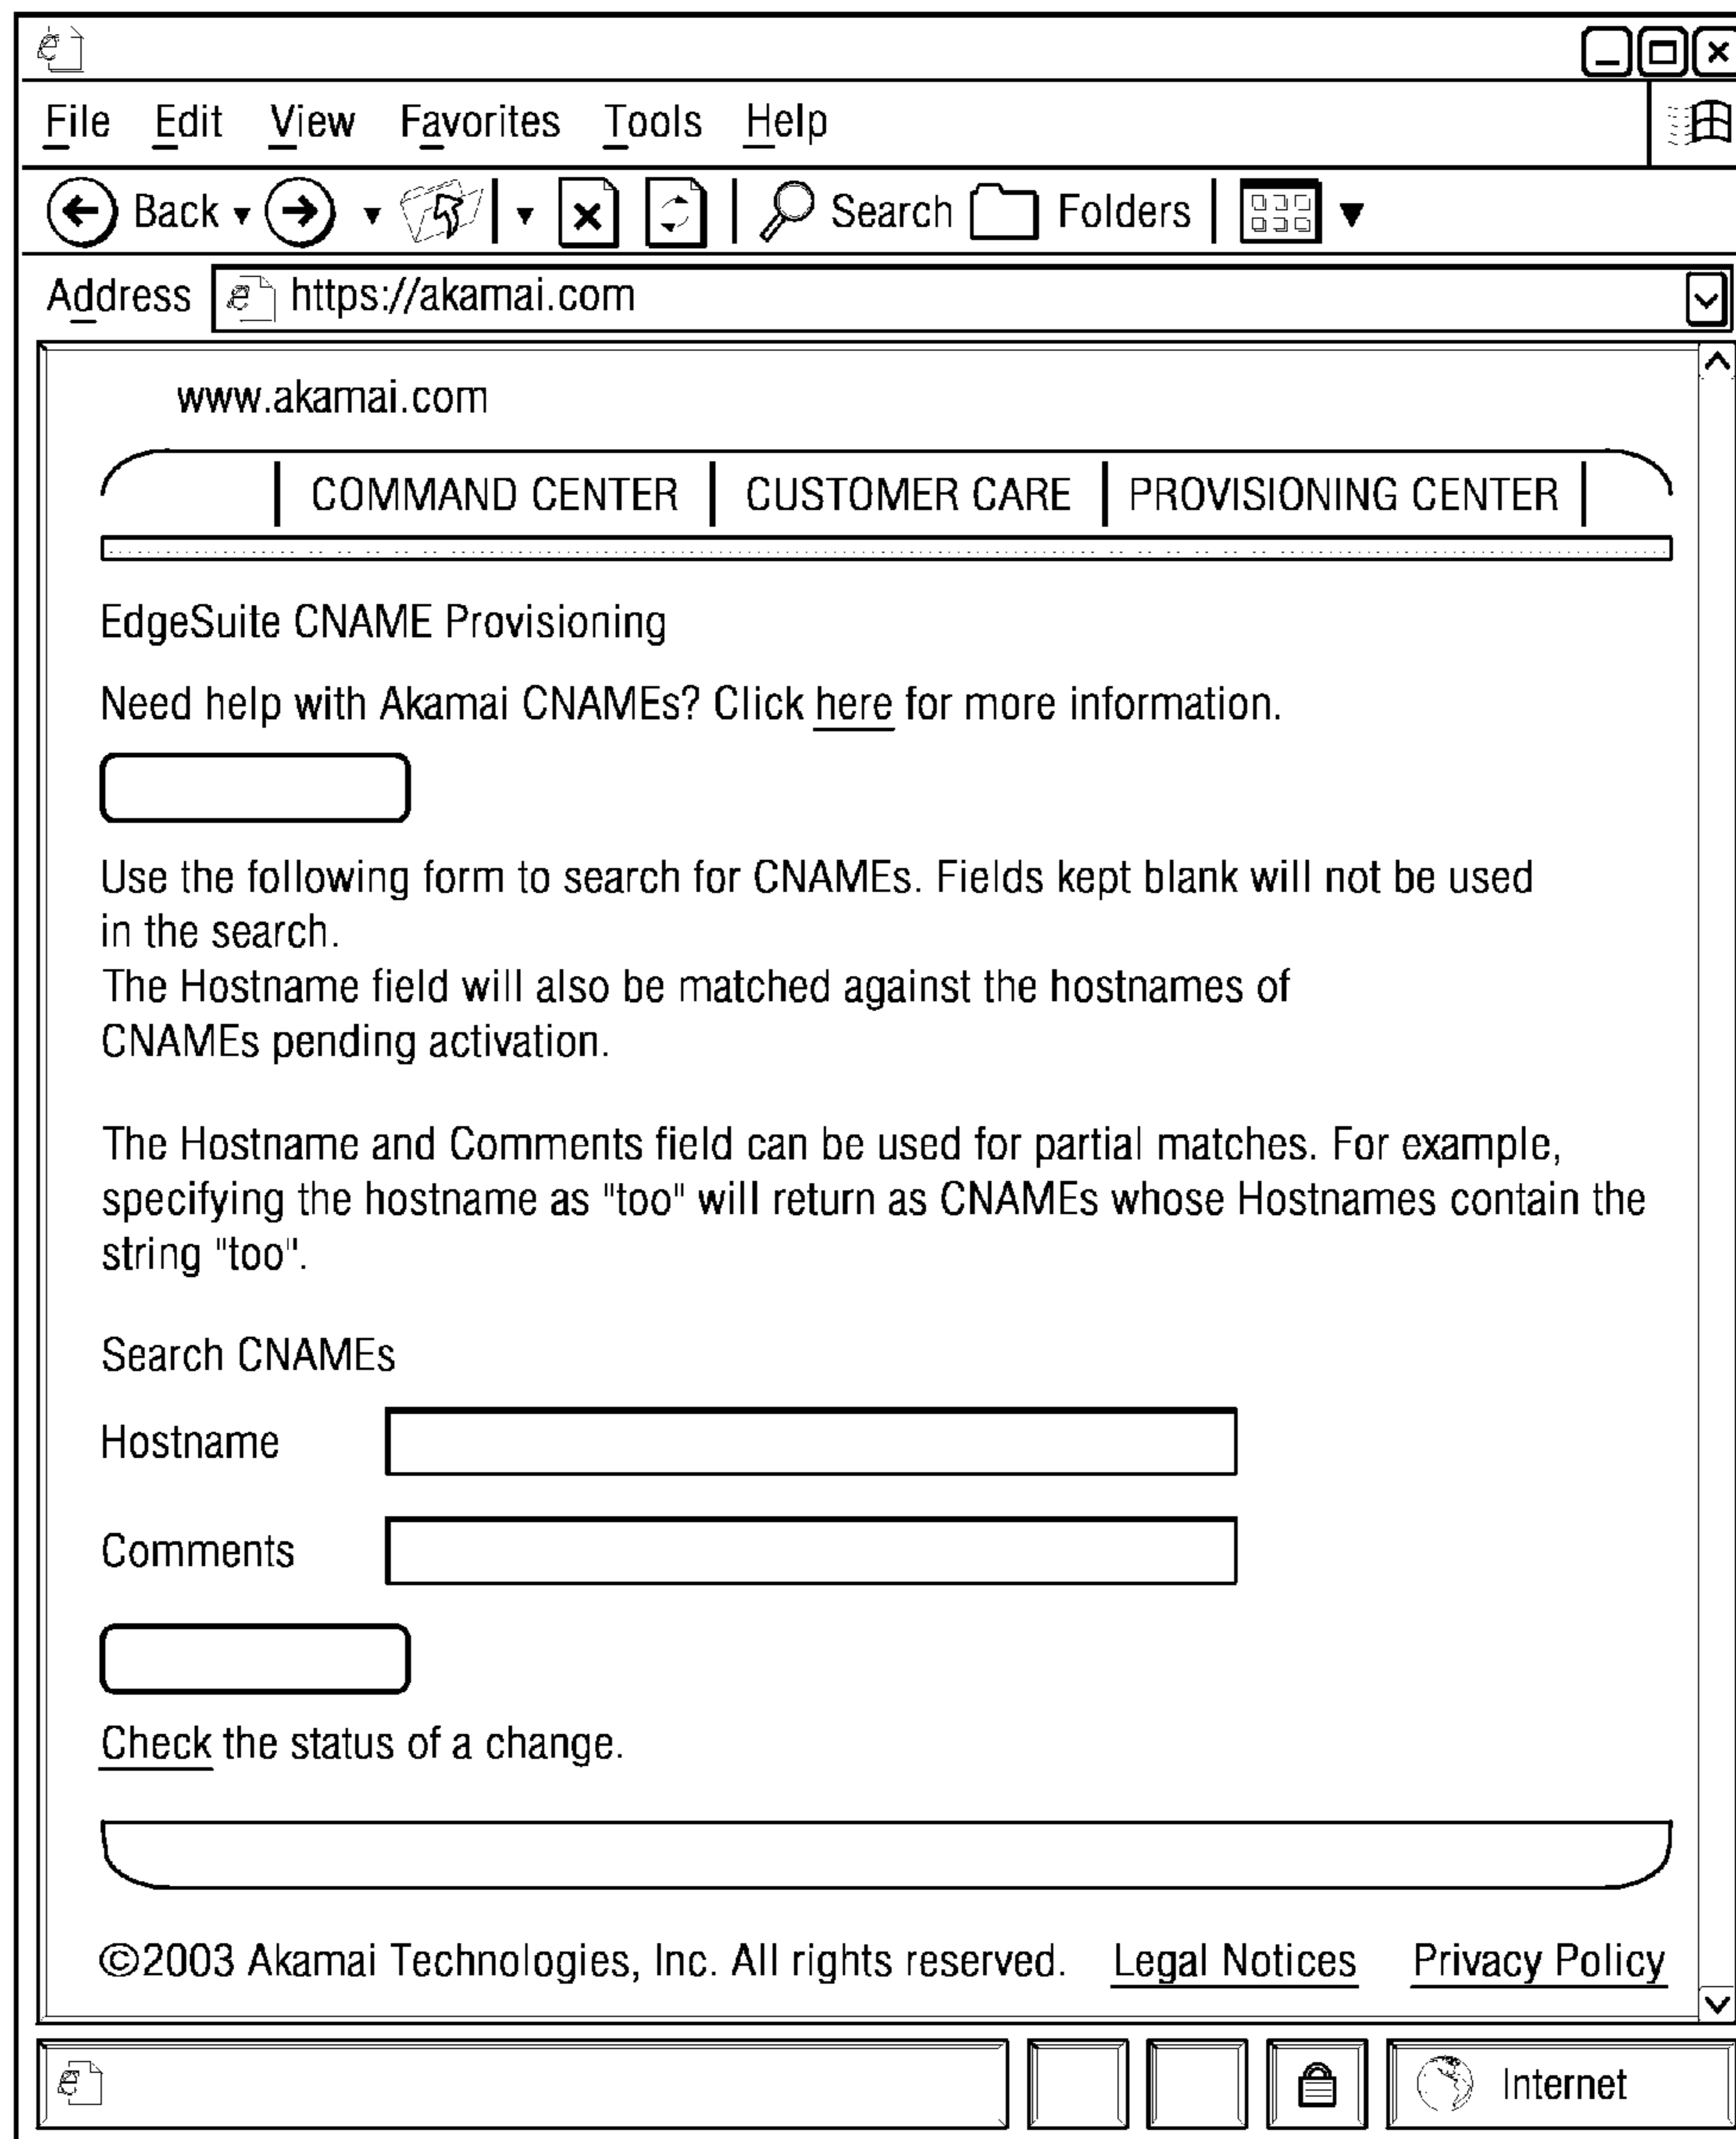 File Edit View Favorites Tools Help
Back Search Folders
Address https://akamai.com
www.akamai.com
COMMAND CENTER CUSTOMER CARE PROVISIONING CENTER
EdgeSuite CNAME Provisioning
Need help with Akamai CNAMEs? Click here for more information.
Use the following form to search for CNAMEs. Fields kept blank will not be used
in the search.
The Hostname field will also be matched against the hostnames of
CNAMEs pending activation.
The Hostname and Comments field can be used for partial matches. For example,
specifying the hostname as "too" will return as CNAMEs whose Hostnames contain the
string "too".
Search CNAMEs
Hostname
Comments
Check the status of a change.
©2003 Akamai Technologies, Inc. All rights reserved. Legal Notices Privacy Policy
Internet